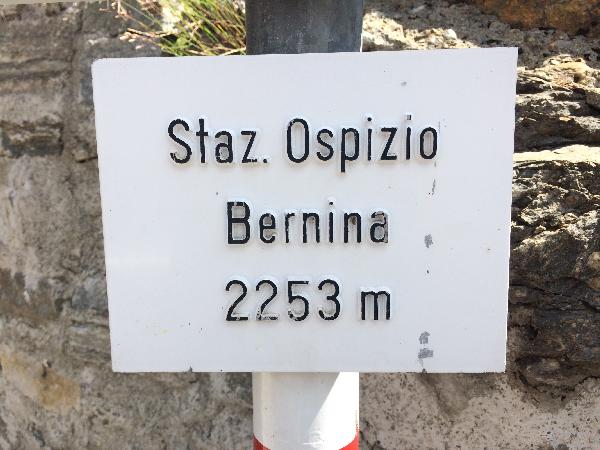 Staz. Ospizio
Bernina
2253 m